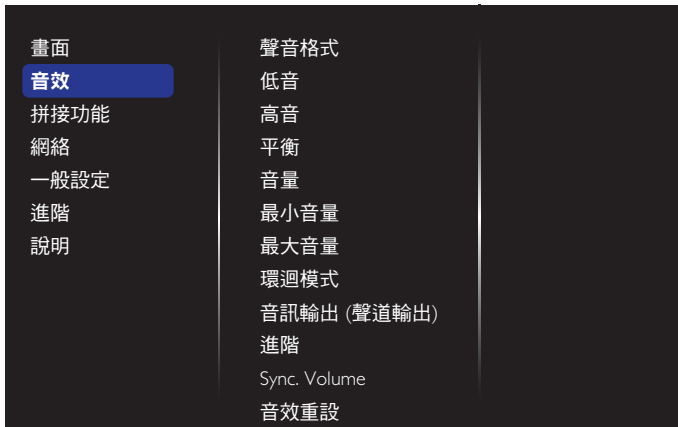 畫面
音效
拼接功能
網絡
一般設定
進階
說明
聲音格式
低音
高音
平衡
音量
最小音量
最大音量
環迴模式
音訊輸出 (聲道輸出)
進階
Sync. Volume
音效重設